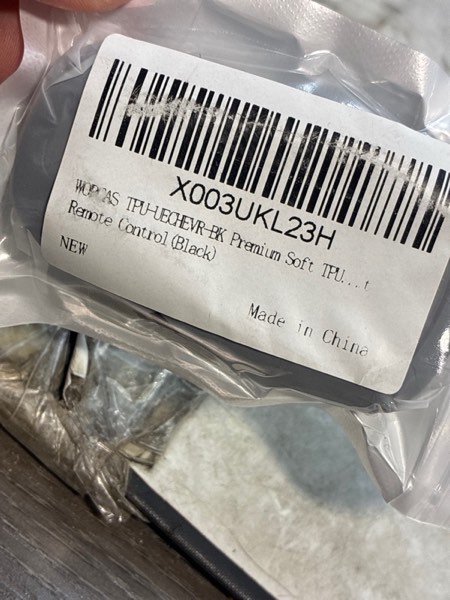 X003UKL23H
TPU-UECHEVR-BK Premium Soft TPU...t
Remote Control(Black)
NEW
Made in China